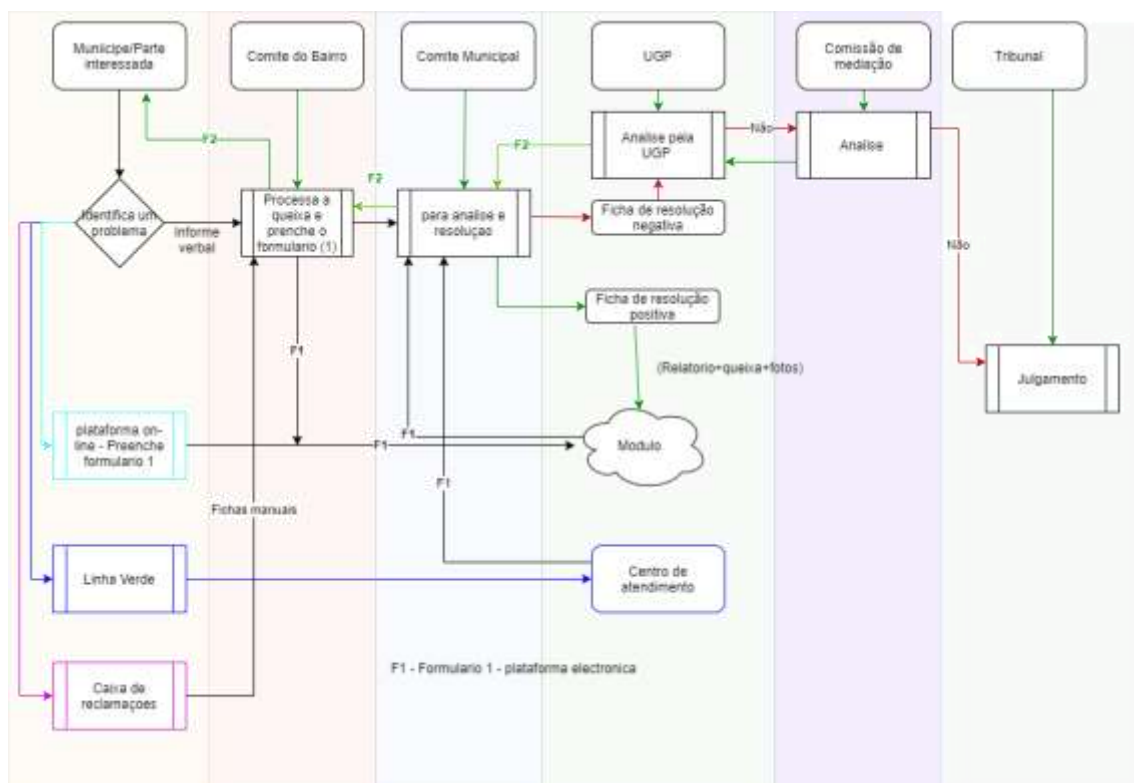 Municipe/Parte
interessada
Comite do Bairro
Comite Municipal
UGP
Comissão de
mediação
Tribunal
F2
F2
F2
Analise pela
UGP
Não
Analise
Identifica um
problema
Informe
verbal
Processa a
queixa e
prenche o
formulario (1)
para analise e
resolução
Ficha de resolução
negativa
Não
Ficha de resolução
positiva
F1
(Relatorio+queixa+fotos)
Julgamento
plataforma on-
line - Preenche
formulario 1
F1
F1
Modulo
F1
Fichas manuais
Linha Verde
Centro de
atendimento
F1 - Formulario 1 - plataforma electronica
Caixa de
reclamaçoes